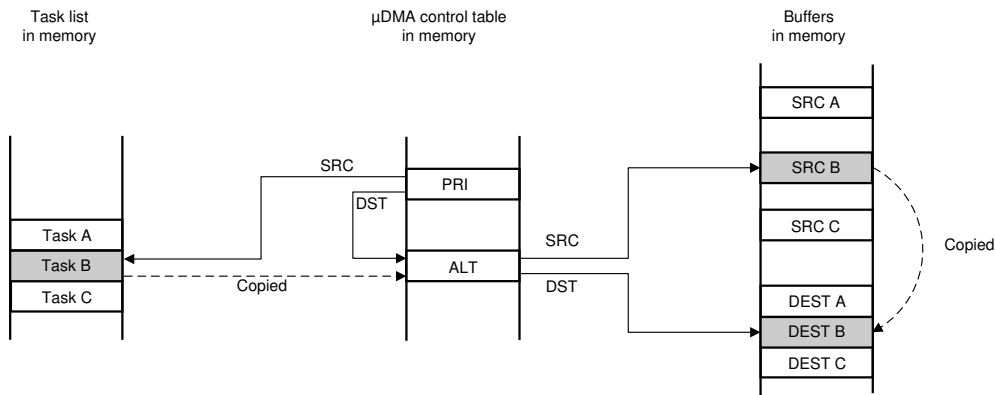 Task list
in memory
µDMA control table
in memory
Buffers
in memory
SRC A
SRC
PRI
SRC B
DST
SRC C
Task A
SRC
Copied
Task B
ALT
Copied
DST
Task C
DEST A
DEST B
DEST C